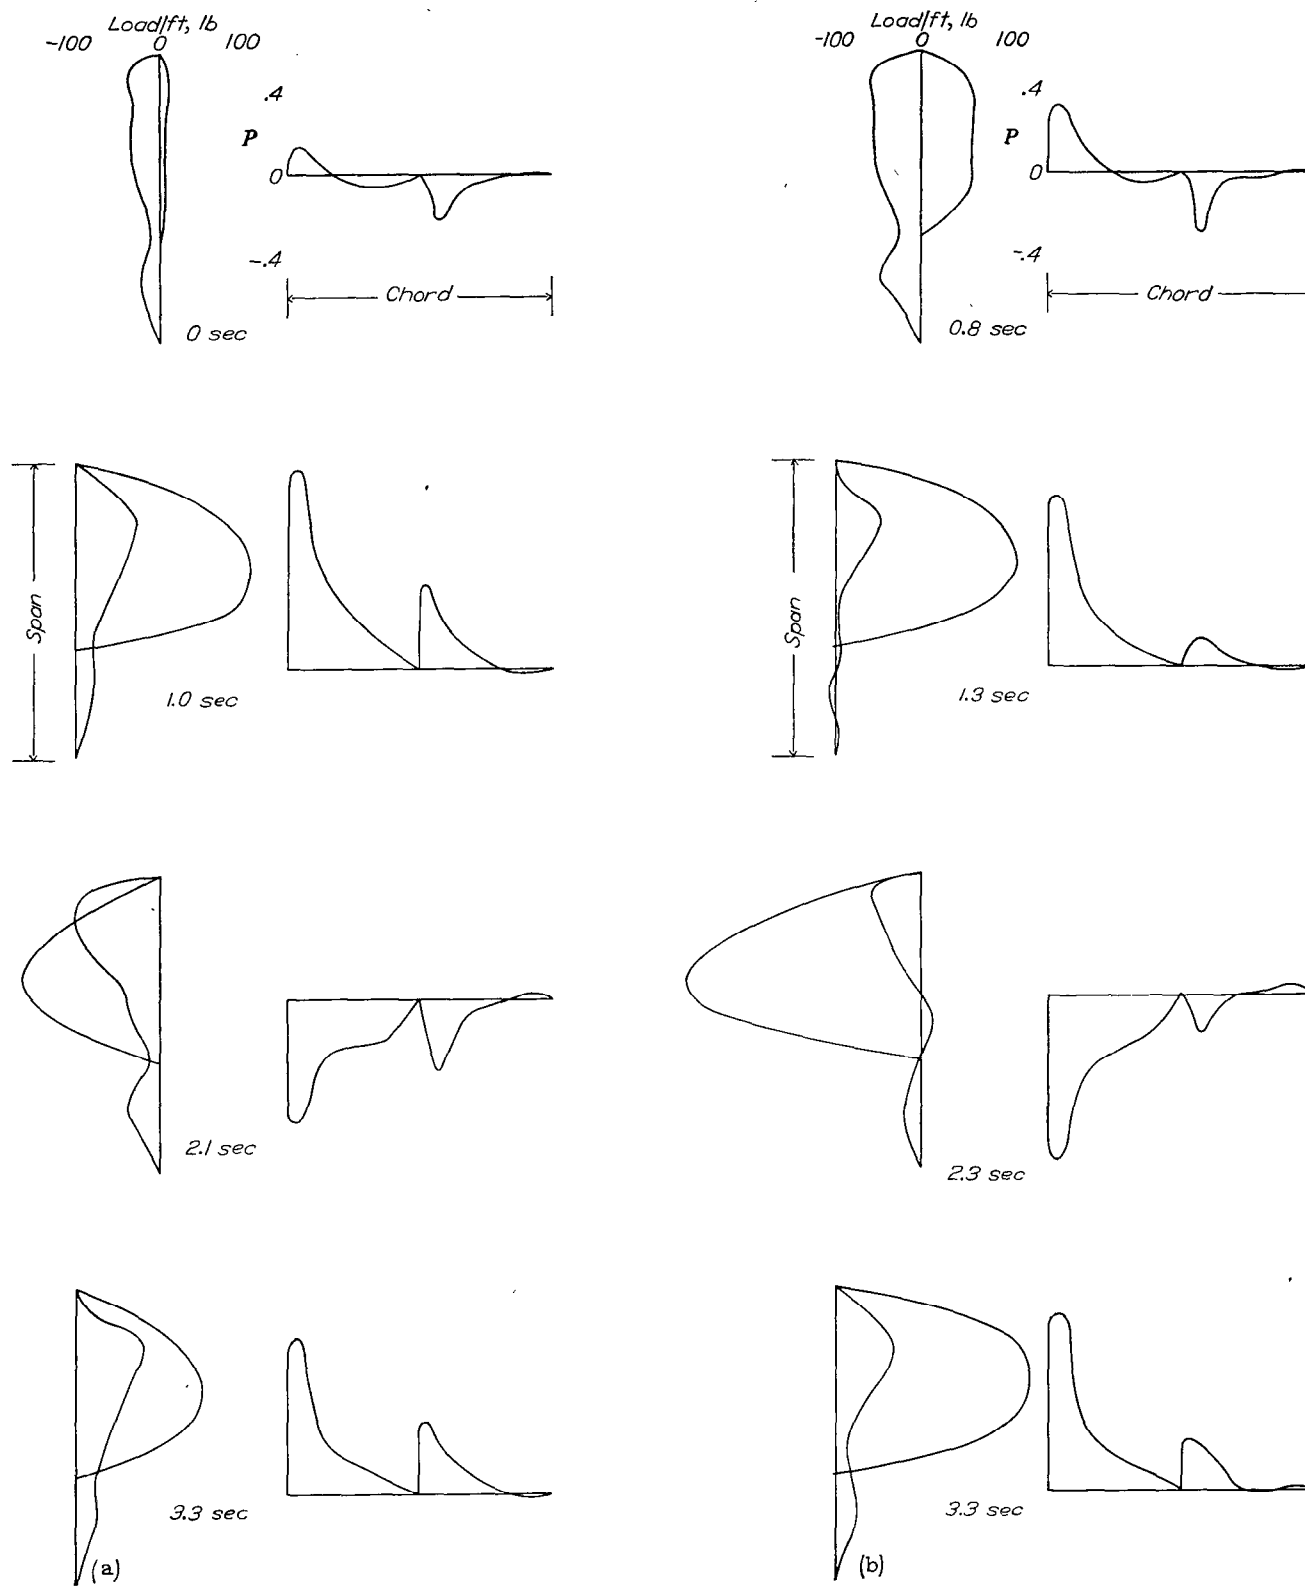 Load/ft, lb
-100 0 100
.4
P
0
-.4
Chord
0 sec
Load/ft, lb
-100 0 100
.4
P
0
-.4
Chord
0.8 sec
Span
1.0 sec
Span
1.3 sec
2.1 sec
2.3 sec
3.3 sec
(a)
3.3 sec
(b)